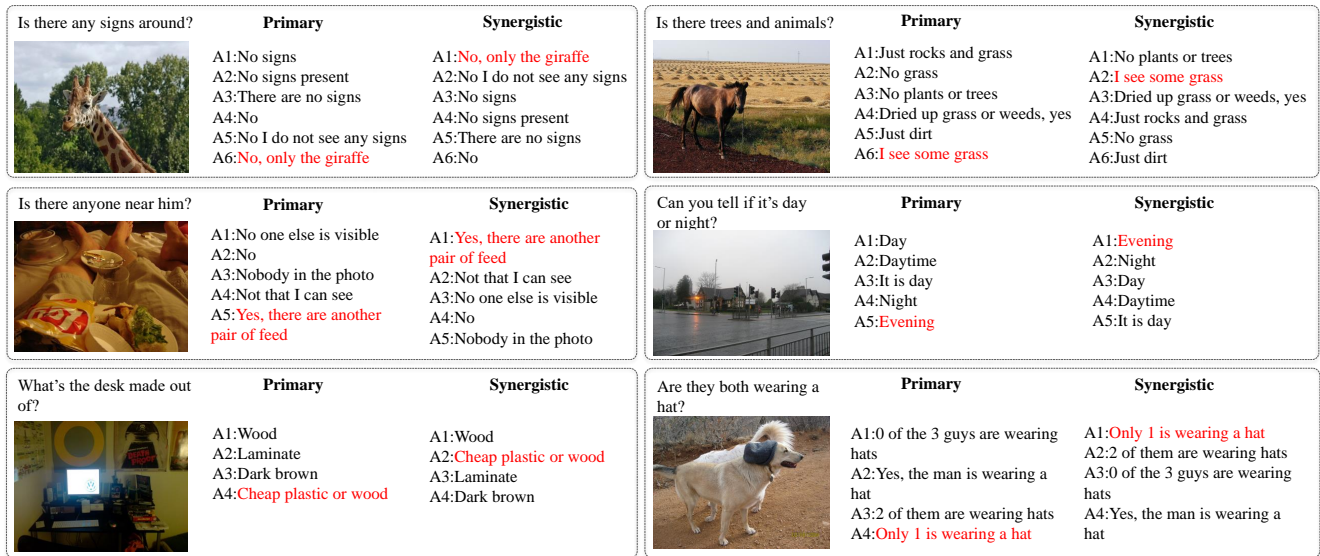 Is there any signs around?
Primary
Synergistic
A1:No signs
A2:No signs present
A3:There are no signs
A4:No
A5:No I do not see any signs
A6:No, only the giraffe
A1:No, only the giraffe
A2:No I do not see any signs
A3:No signs
A4:No signs present
A5:There are no signs
A6:No
Is there trees and animals?
Primary
Synergistic
A1:Just rocks and grass
A2:No grass
A3:No plants or trees
A4:Dried up grass or weeds, yes
A5:Just dirt
A6:I see some grass
A1:No plants or trees
A2:I see some grass
A3:Dried up grass or weeds, yes
A4:Just rocks and grass
A5:No grass
A6:Just dirt
Is there anyone near him?
Primary
Synergistic
A1:No one else is visible
A2:No
A3:Nobody in the photo
A4:Not that I can see
A5:Yes, there are another
pair of feed
A1:Yes, there are another
pair of feed
A2:Not that I can see
A3:No one else is visible
A4:No
A5:Nobody in the photo
Can you tell if it's day
or night?
Primary
Synergistic
A1:Day
A2:Daytime
A3:It is day
A4:Night
A5:Evening
A1:Evening
A2:Night
A3:Day
A4:Daytime
A5:It is day
What's the desk made out
of?
Primary
Synergistic
A1:Wood
A2:Laminate
A3:Dark brown
A4:Cheap plastic or wood
A1:Wood
A2:Cheap plastic or wood
A3:Laminate
A4:Dark brown
Are they both wearing a
hat?
Primary
Synergistic
A1:0 of the 3 guys are wearing
hats
A2:Yes, the man is wearing a
hat
A3:2 of them are wearing hats
A4:Only 1 is wearing a hat
A1:Only 1 is wearing a hat
A2:2 of them are wearing hats
A3:0 of the 3 guys are wearing
hats
A4:Yes, the man is wearing a
hat